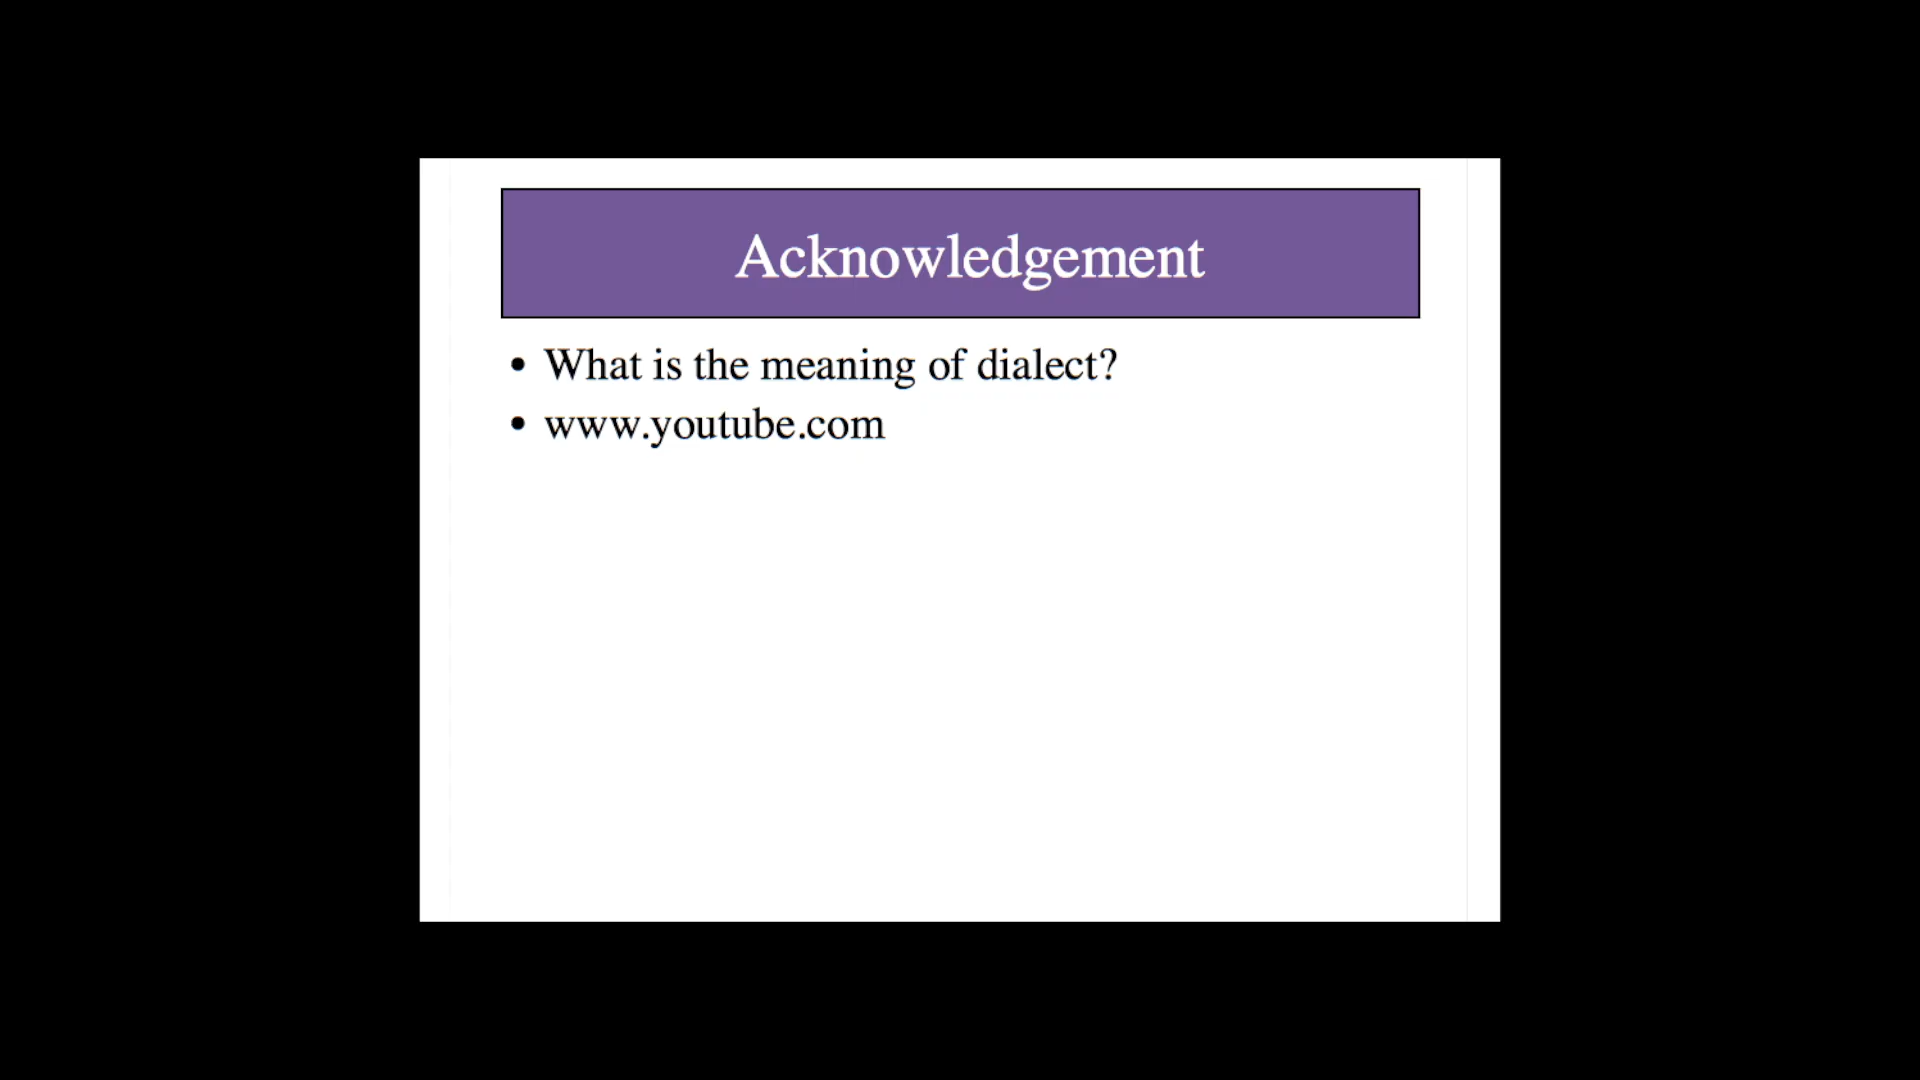 Acknowledgement
• What is the meaning of dialect?
• www.youtube.com